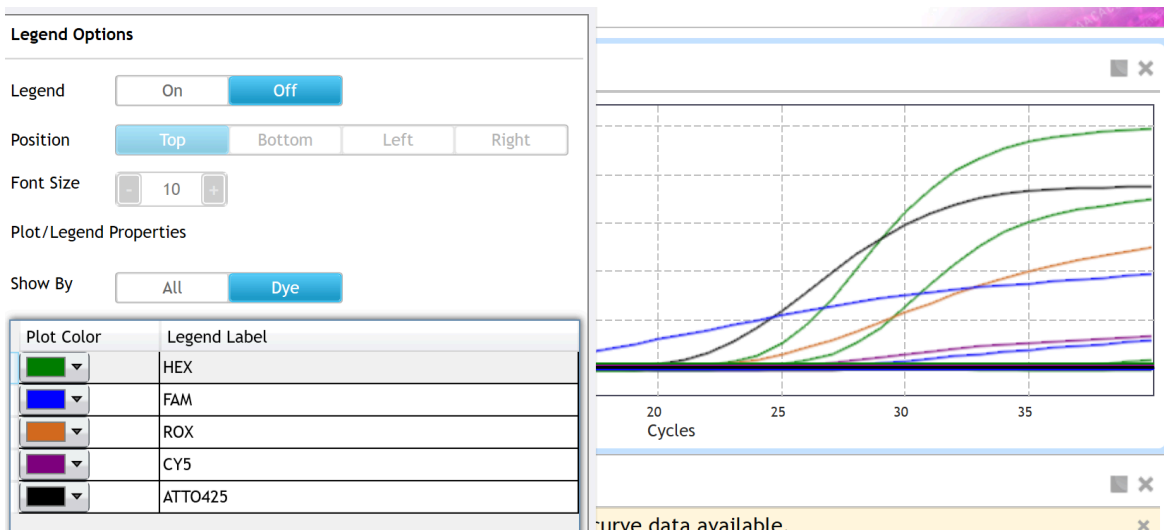 Legend Options
Legend On Off
Position Top Bottom Left Right
Font Size - 10 +
Plot/Legend Properties
Show By All Dye
Plot Color Legend Label
HEX
FAM
ROX
CY5
ATTO425
20 25 30 35
Cycles
curve data available.